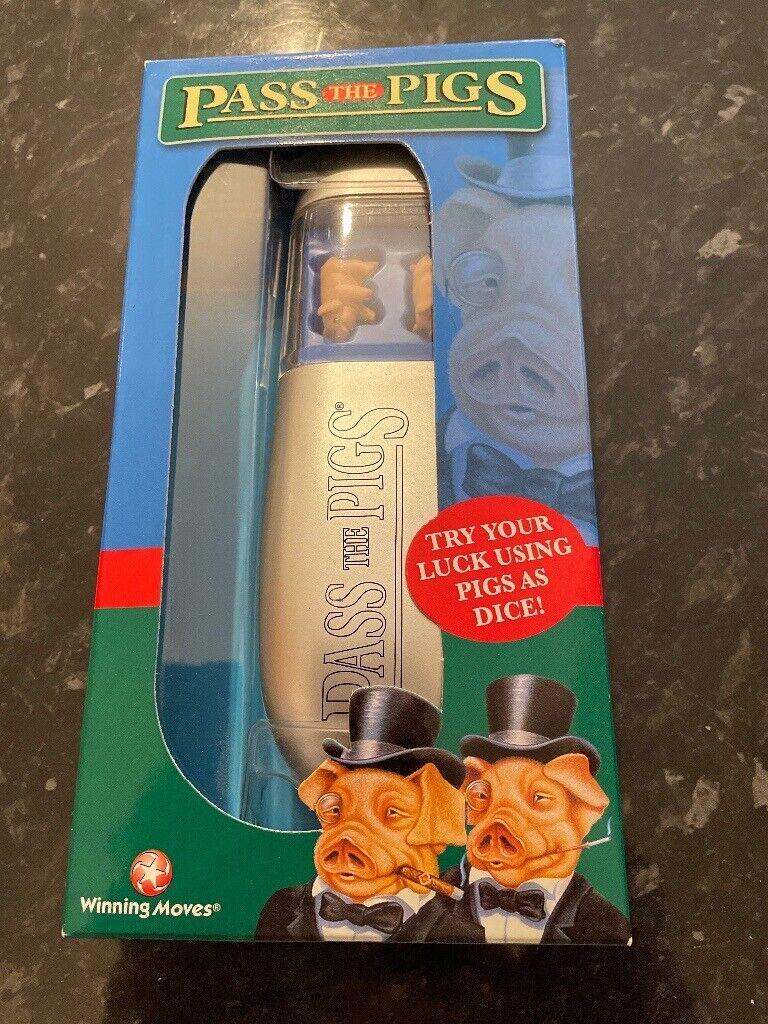 PASS THE PIGS
PASS THE PIGS®
TRY YOUR
LUCK USING
PIGS AS
DICE!
Winning Moves®